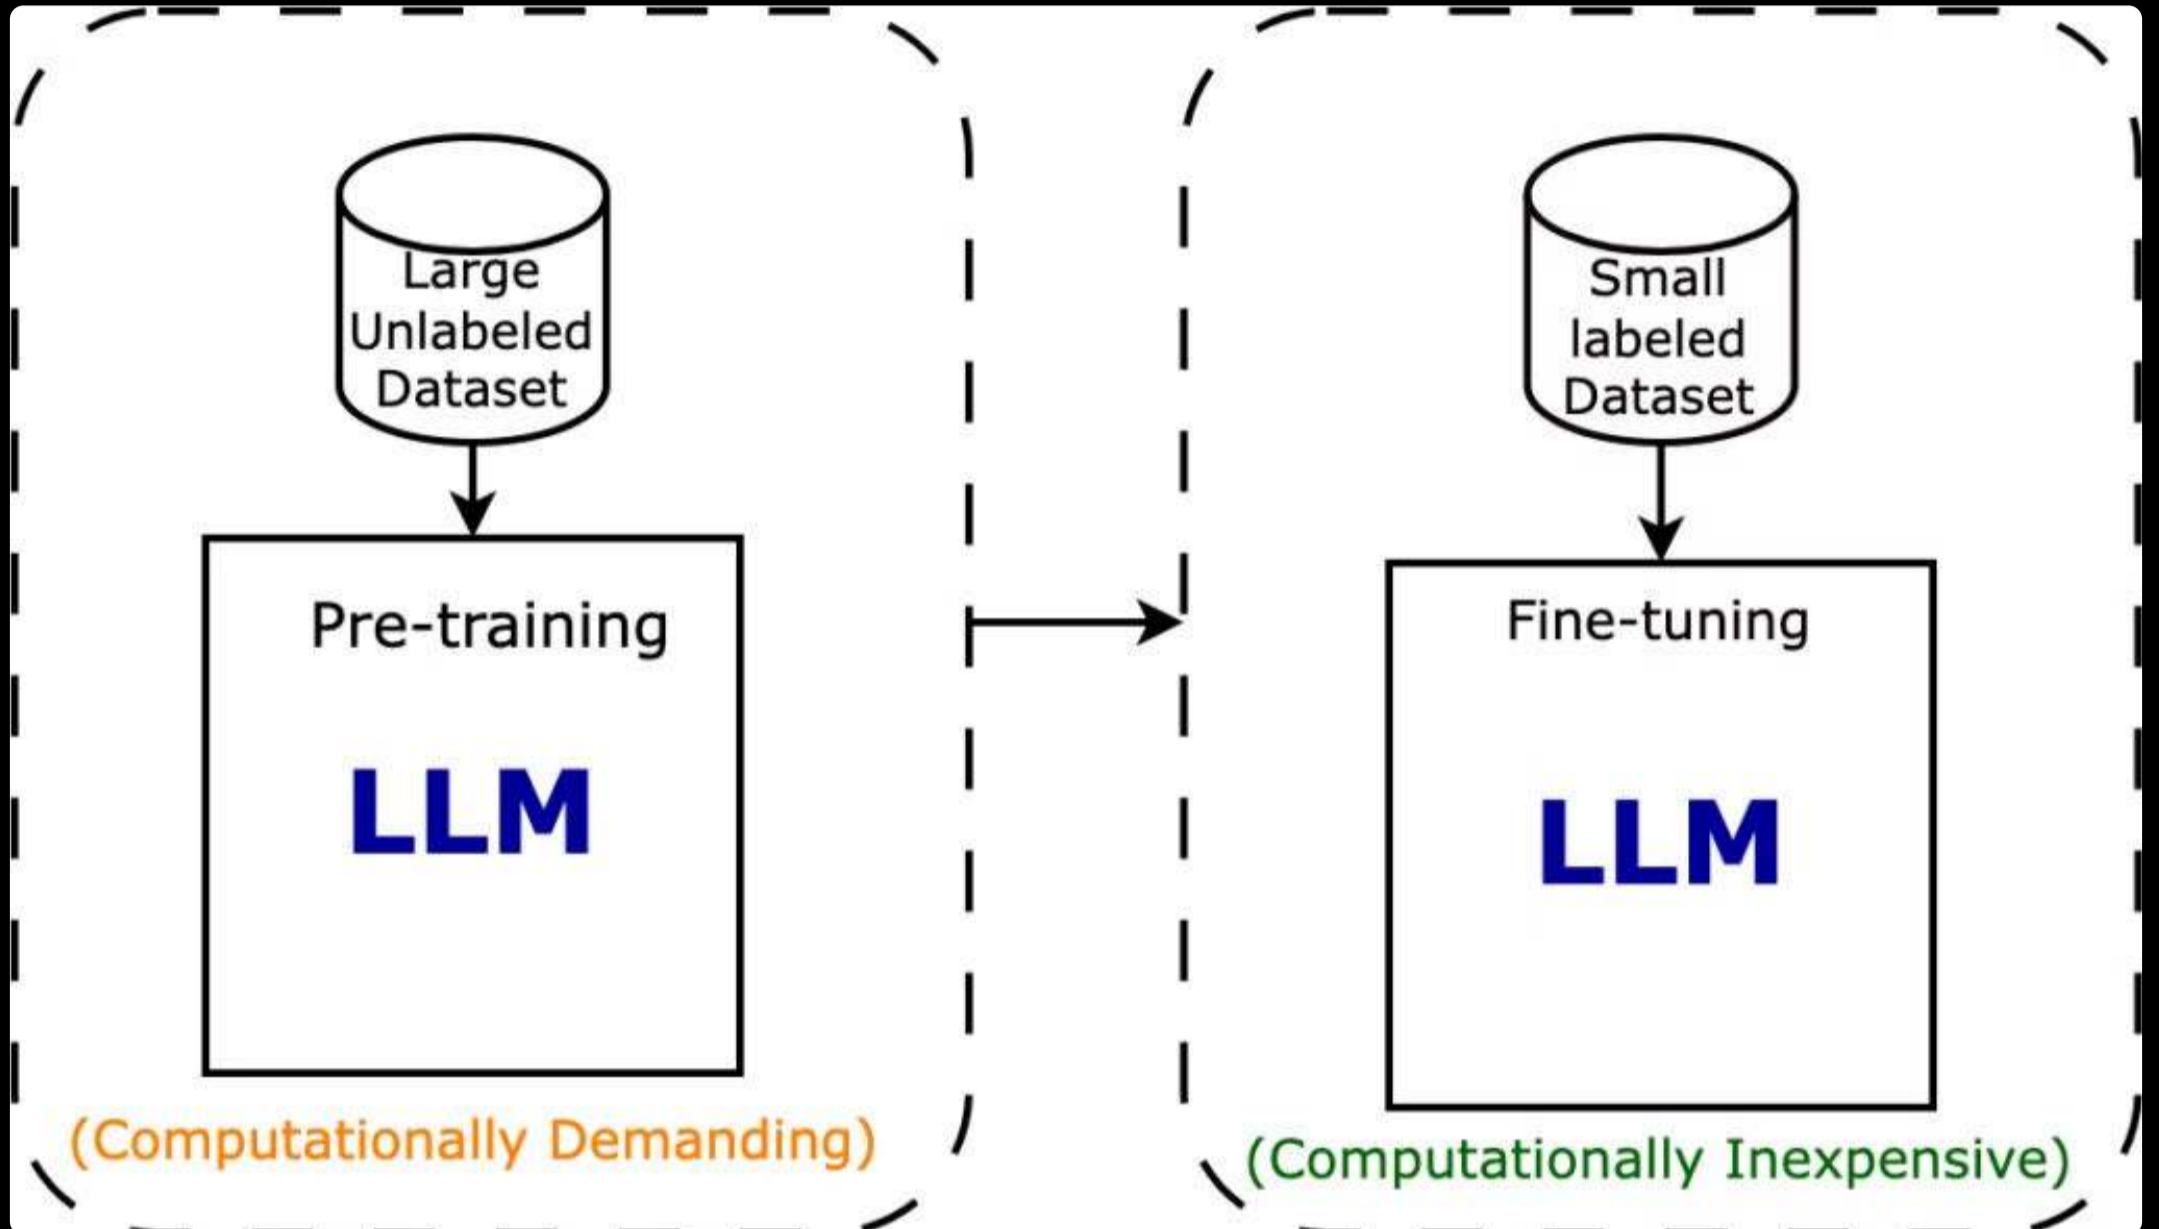 Large
Unlabeled
Dataset
Pre-training
LLM
(Computationally Demanding)
Small
labeled
Dataset
Fine-tuning
LLM
(Computationally Inexpensive)